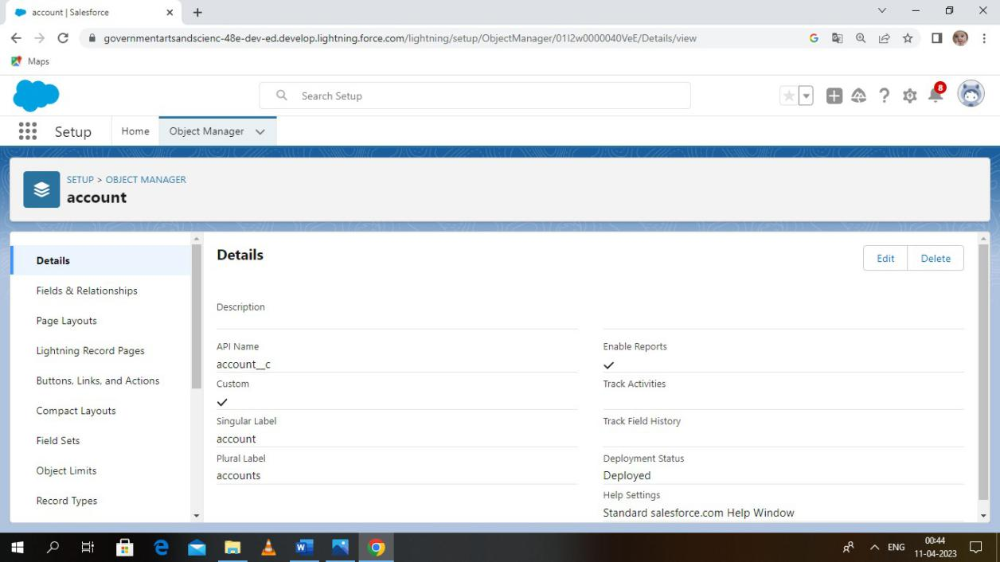 account | Salesforce
governmentartsandscienc-48e-dev-ed.develop.lightning.force.com/lightning/setup/ObjectManager/01I2w0000040VeE/Details/view
Maps
Search Setup
8
Setup
Home
Object Manager
SETUP > OBJECT MANAGER
account
Details
Fields & Relationships
Page Layouts
Lightning Record Pages
Buttons, Links, and Actions
Compact Layouts
Field Sets
Object Limits
Record Types
Details
Edit
Delete
Description
API Name
account__c
Custom
Singular Label
account
Plural Label
accounts
Enable Reports
Track Activities
Track Field History
Deployment Status
Deployed
Help Settings
Standard salesforce.com Help Window
ENG
00:44
11-04-2023